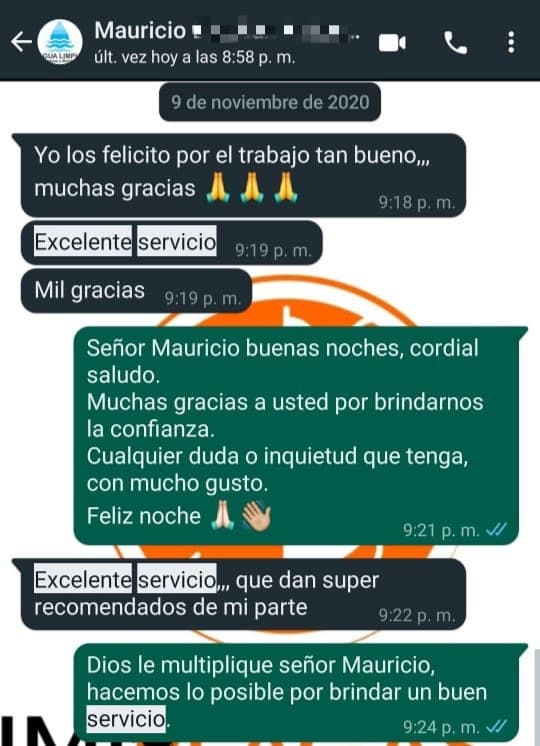 Mauricio
últ. vez hoy a las 8:58 p. m.
9 de noviembre de 2020
Yo los felicito por el trabajo tan bueno,,,
muchas gracias 🙏 🙏 🙏
9:18 p. m.
Excelente servicio
9:19 p. m.
Mil gracias
9:19 p. m.
Señor Mauricio buenas noches, cordial
saludo.
Muchas gracias a usted por brindarnos
la confianza.
Cualquier duda o inquietud que tenga,
con mucho gusto.
Feliz noche 🙏🏻👋🏼
9:21 p. m.
Excelente servicio,,, que dan super
recomendados de mi parte
9:22 p. m.
Dios le multiplique señor Mauricio,
hacemos lo posible por brindar un buen
servicio.
9:24 p. m.